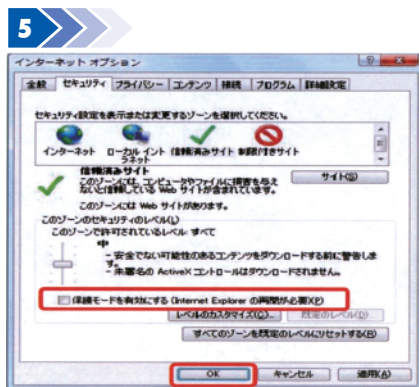 5
インターネット オプション
全般 セキュリティ プライバシー コンテンツ 接続 プログラム 詳細設定
セキュリティ設定を表示または変更するゾーンを選択してください。
インターネット ローカル イントラネット 信頼済みサイト 制限付きサイト
信頼済みサイト
サイト(S)
このゾーンには、コンピュータやファイルに損害を与え
ないと信頼している Web サイトが含まれています。
このゾーンには Web サイトがあります。
このゾーンのセキュリティのレベル(L)
このゾーンで許可されているレベル: すべて
中
- 安全でない可能性のあるコンテンツをダウンロードする前に警告しま
す。
- 未署名の ActiveX コントロールはダウンロードされません。
保護モードを有効にする (Internet Explorer の再開が必要)(P)
レベルのカスタマイズ(C)... 既定のレベル(D)
すべてのゾーンを既定のレベルにリセットする(R)
OK キャンセル 適用(A)